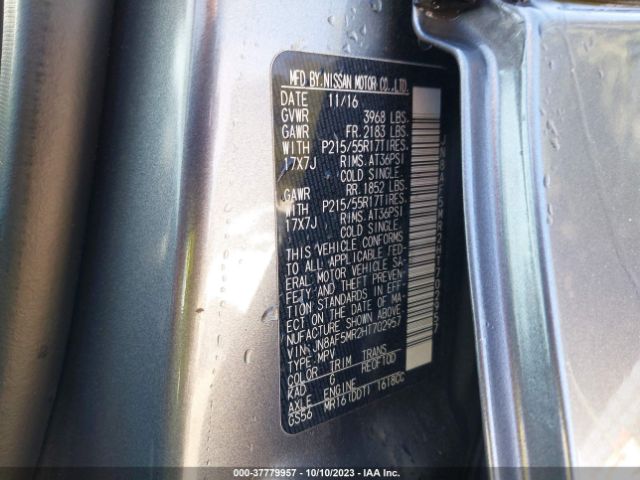 MFD BY NISSAN MOTOR CO.,LTD.
DATE 11/16
GVWR 3968 LBS.
GAWR FR. 2183 LBS.
WITH P215/55R17TIRES.
17X7J RIMS. AT36PSI
COLD SINGLE.
GAWR RR. 1852 LBS.
WITH P215/55R17TIRES.
17X7J RIMS. AT36PSI
COLD SINGLE.
THIS VEHICLE CONFORMS
TO ALL APPLICABLE FED-
ERAL MOTOR VEHICLE SA-
FETY AND THEFT PREVEN-
TION STANDARDS IN EFF-
ECT ON THE DATE OF MA-
NUFACTURE SHOWN ABOVE.
VIN: JN8AF5MR2HT702957
TYPE: MPV
COLOR TRIM TRANS
KAD G RE0F10D
AXLE ENGINE
GS56 MR16(DDT) 1618CC
JN8AF5MR2HT702957
000-37779957 - 10/10/2023 - IAA Inc.